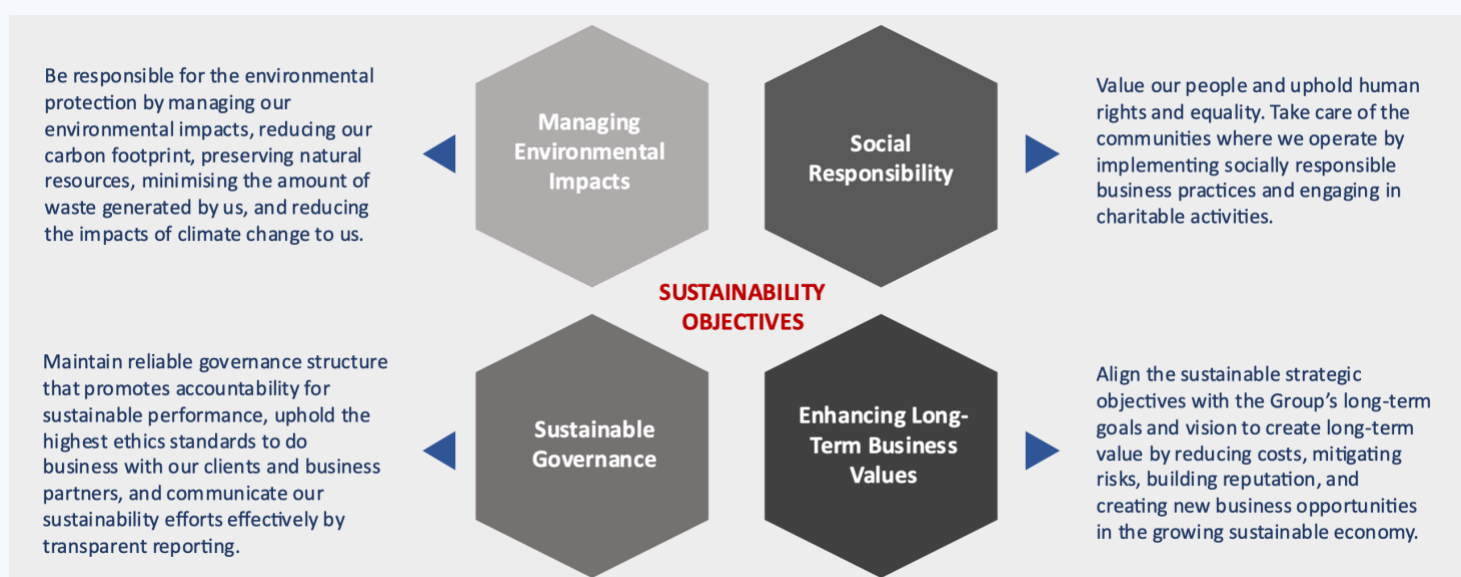 Be responsible for the environmental
protection by managing our
environmental impacts, reducing our
carbon footprint, preserving natural
resources, minimising the amount of
waste generated by us, and reducing
the impacts of climate change to us.
Managing
Environmental
Impacts
Social
Responsibility
Value our people and uphold human
rights and equality. Take care of the
communities where we operate by
implementing socially responsible
business practices and engaging in
charitable activities.
SUSTAINABILITY
OBJECTIVES
Maintain reliable governance structure
that promotes accountability for
sustainable performance, uphold the
highest ethics standards to do
business with our clients and business
partners, and communicate our
sustainability efforts effectively by
transparent reporting.
Sustainable
Governance
Enhancing Long-
Term Business
Values
Align the sustainable strategic
objectives with the Group's long-term
goals and vision to create long-term
value by reducing costs, mitigating
risks, building reputation, and
creating new business opportunities
in the growing sustainable economy.